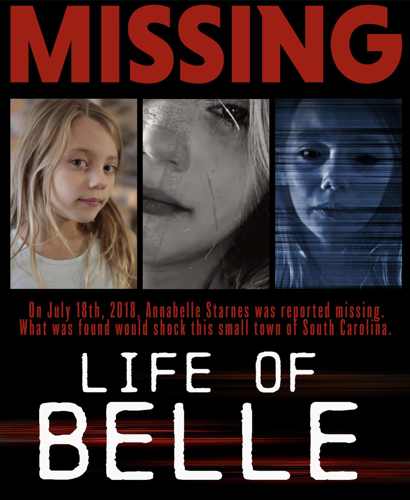 MISSING
On July 18th, 2018, Annabelle Starnes was reported missing.
What was found would shock this small town of South Carolina.
LIFE OF
BELLE